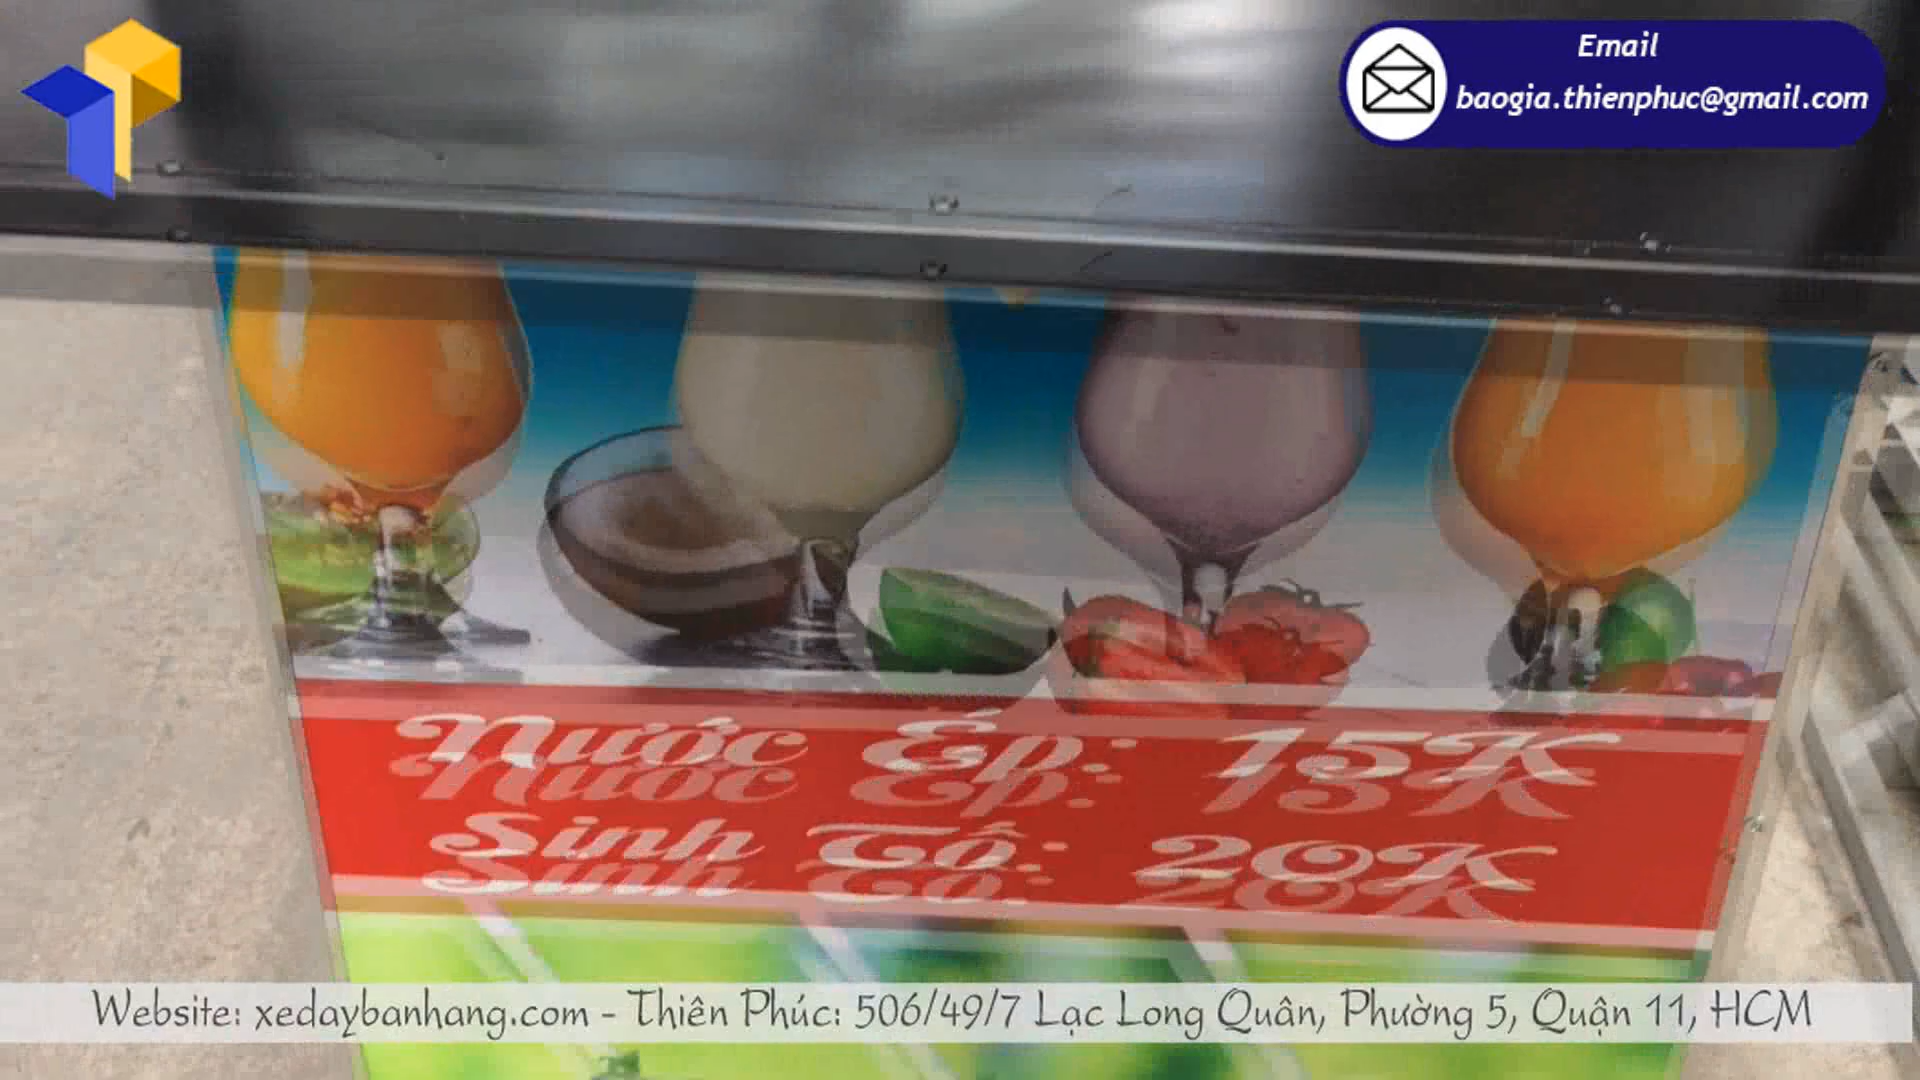 Email
baogia.thienphuc@gmail.com
Nước Ép: 15K
Sinh Tố: 20K
Website: xedaybanhang.com - Thiên Phúc: 506/49/7 Lạc Long Quân, Phường 5, Quận 11, HCM